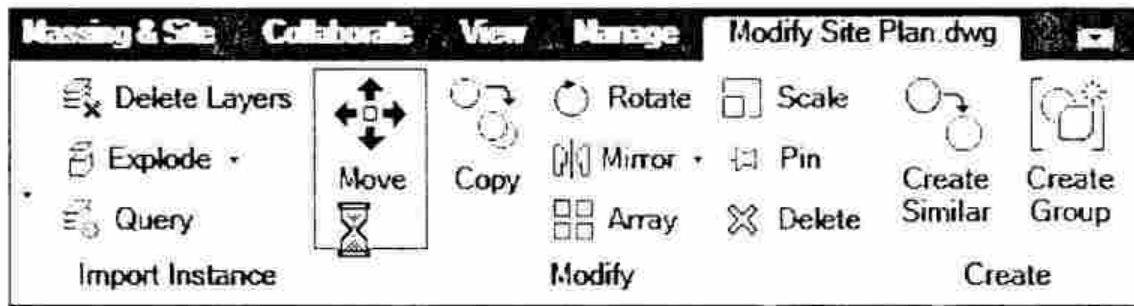 Massing & Site Collaborate View Manage Modify Site Plan.dwg
Delete Layers Rotate Scale
Explode Mirror Pin
Move Copy Create Create
Query Array Delete Similar Group
Import Instance Modify Create